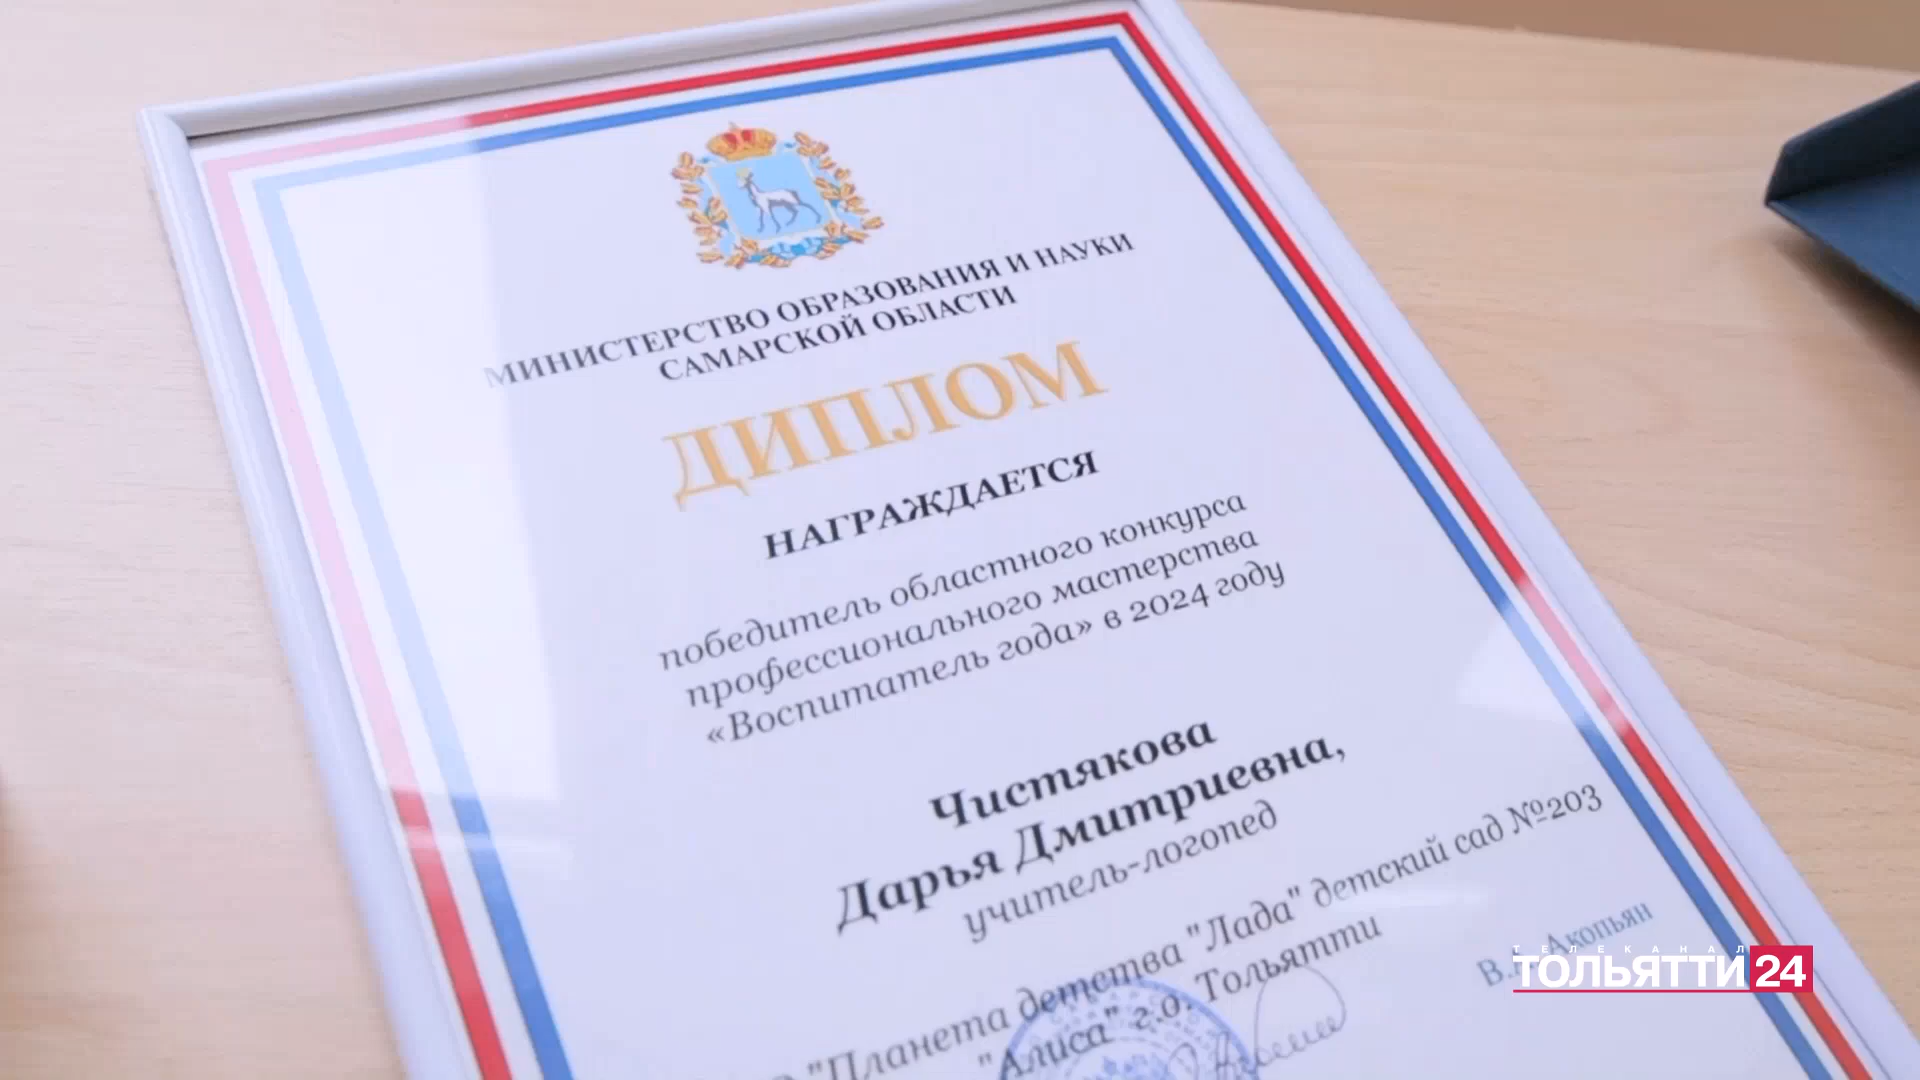 МИНИСТЕРСТВО ОБРАЗОВАНИЯ И НАУКИ
САМАРСКОЙ ОБЛАСТИ
ДИПЛОМ
НАГРАЖДАЕТСЯ
победитель областного конкурса
профессионального мастерства
«Воспитатель года» в 2024 году
Чистякова
Дарья Дмитриевна,
учитель-логопед
"Планета детства "Лада" детский сад №203
"Алиса" г.о. Тольятти
Акопьян
ТЕЛЕКАНАЛ
ТОЛЬЯТТИ 24